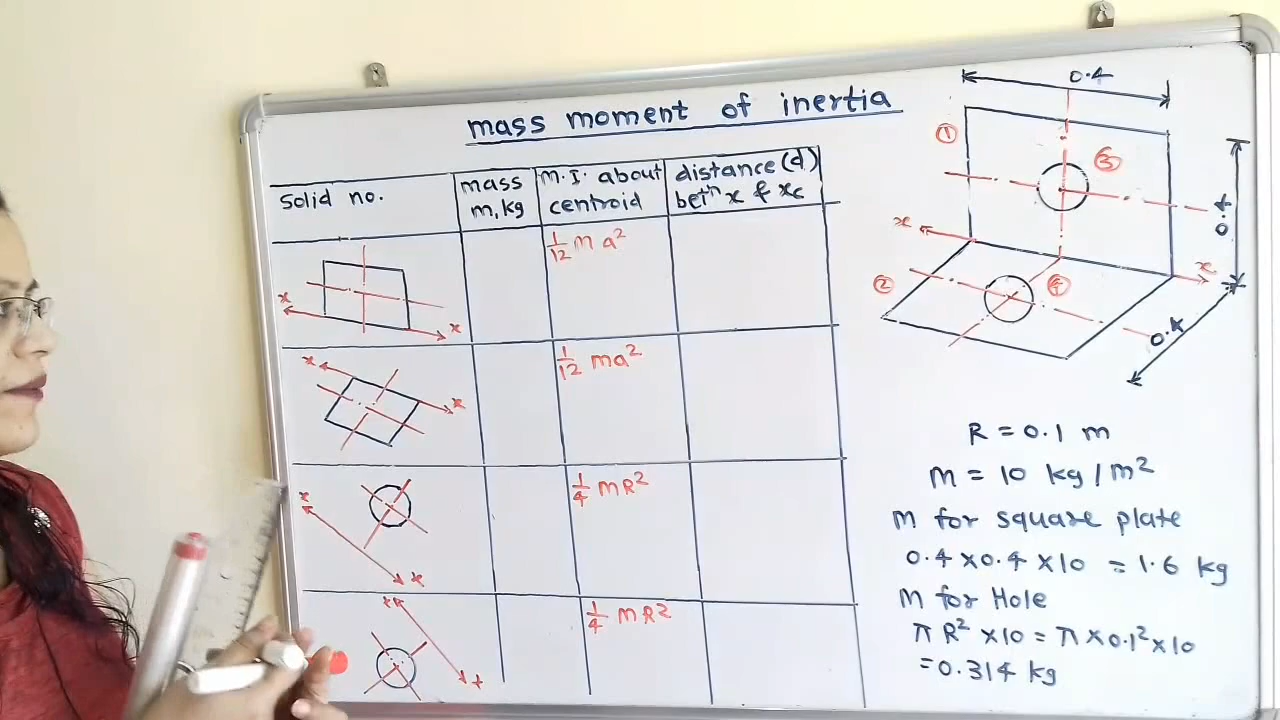 mass moment of inertia
solid no.
mass
m, kg
M.I. about
centroid
distance (d)
betⁿ x & xc
x
x
1/12 m a²
x
x
1/12 ma²
x
x
1/4 mR²
x
x
1/4 mR²
0.4
①
③
0.4
x
x
②
④
0.4
R = 0.1 m
m = 10 kg/m²
m for square plate
0.4 × 0.4 × 10 = 1.6 kg
m for Hole
π R² × 10 = π × 0.1² × 10
= 0.314 kg